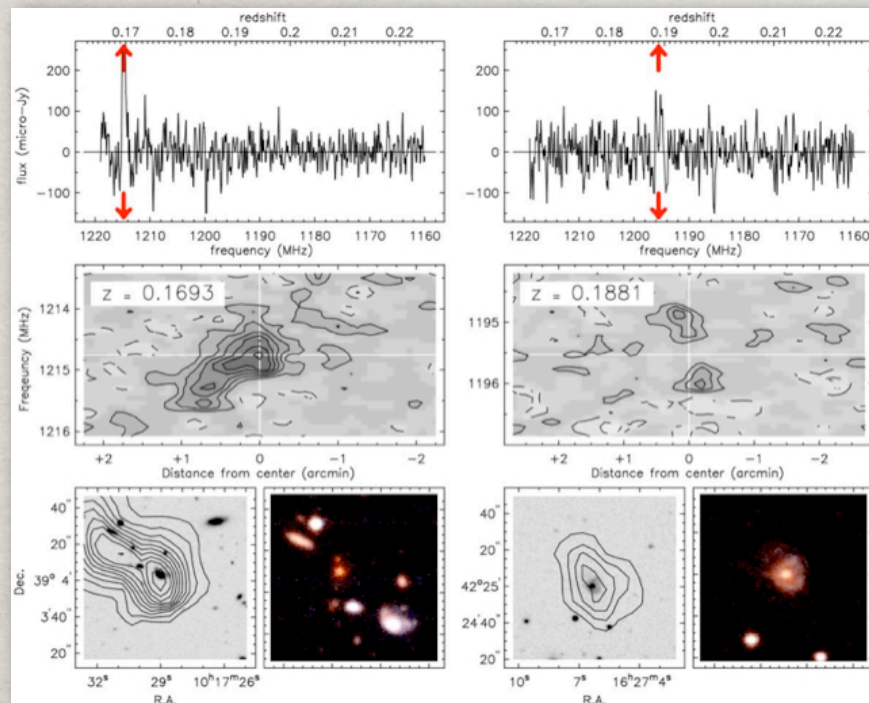 redshift
0.17 0.18 0.19 0.2 0.21 0.22
200
100
0
−100
flux (micro−Jy)
1220 1210 1200 1190 1180 1170 1160
frequency (MHz)
redshift
0.17 0.18 0.19 0.2 0.21 0.22
1220 1210 1200 1190 1180 1170 1160
frequency (MHz)
z = 0.1693
1214
1215
1216
Freqeuncy (MHz)
+2 +1 0 −1 −2
Distance from center (arcmin)
z = 0.1881
1195
1196
+2 +1 0 −1 −2
Distance from center (arcmin)
40"
20"
39° 4'
3'40"
20"
Dec.
32ˢ 29ˢ 10ʰ17ᵐ26ˢ
R.A.
40"
20"
42°25'
24'40"
20"
10ˢ 7ˢ 16ʰ27ᵐ4ˢ
R.A.